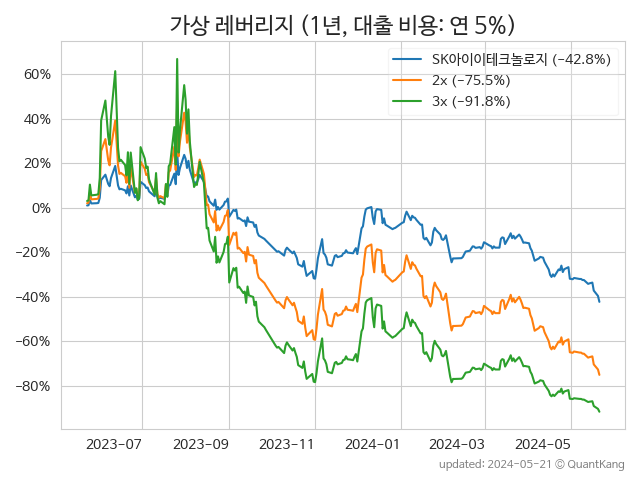 가상 레버리지 (1년, 대출 비용: 연 5%)
SK아이이테크놀로지 (−42.8%)
2x (−75.5%)
3x (−91.8%)
60%
40%
20%
0%
−20%
−40%
−60%
−80%
2023-07
2023-09
2023-11
2024-01
2024-03
2024-05
updated: 2024-05-21 © QuantKang